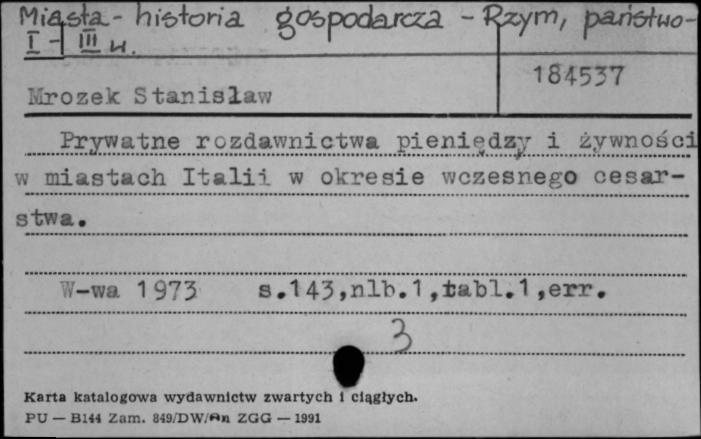 Miasta - historia gospodarcza - Rzym, państwo -
I - III w.
184537
Mrozek Stanisław
Prywatne rozdawnictwa pieniędzy i żywności
w miastach Italii w okresie wczesnego cesar-
stwa.
W-wa 1973 s.143,nlb.1,tabl.1,err.
3
Karta katalogowa wydawnictw zwartych i ciągłych.
PU — B144 Zam. 849/DW/An ZGG — 1991